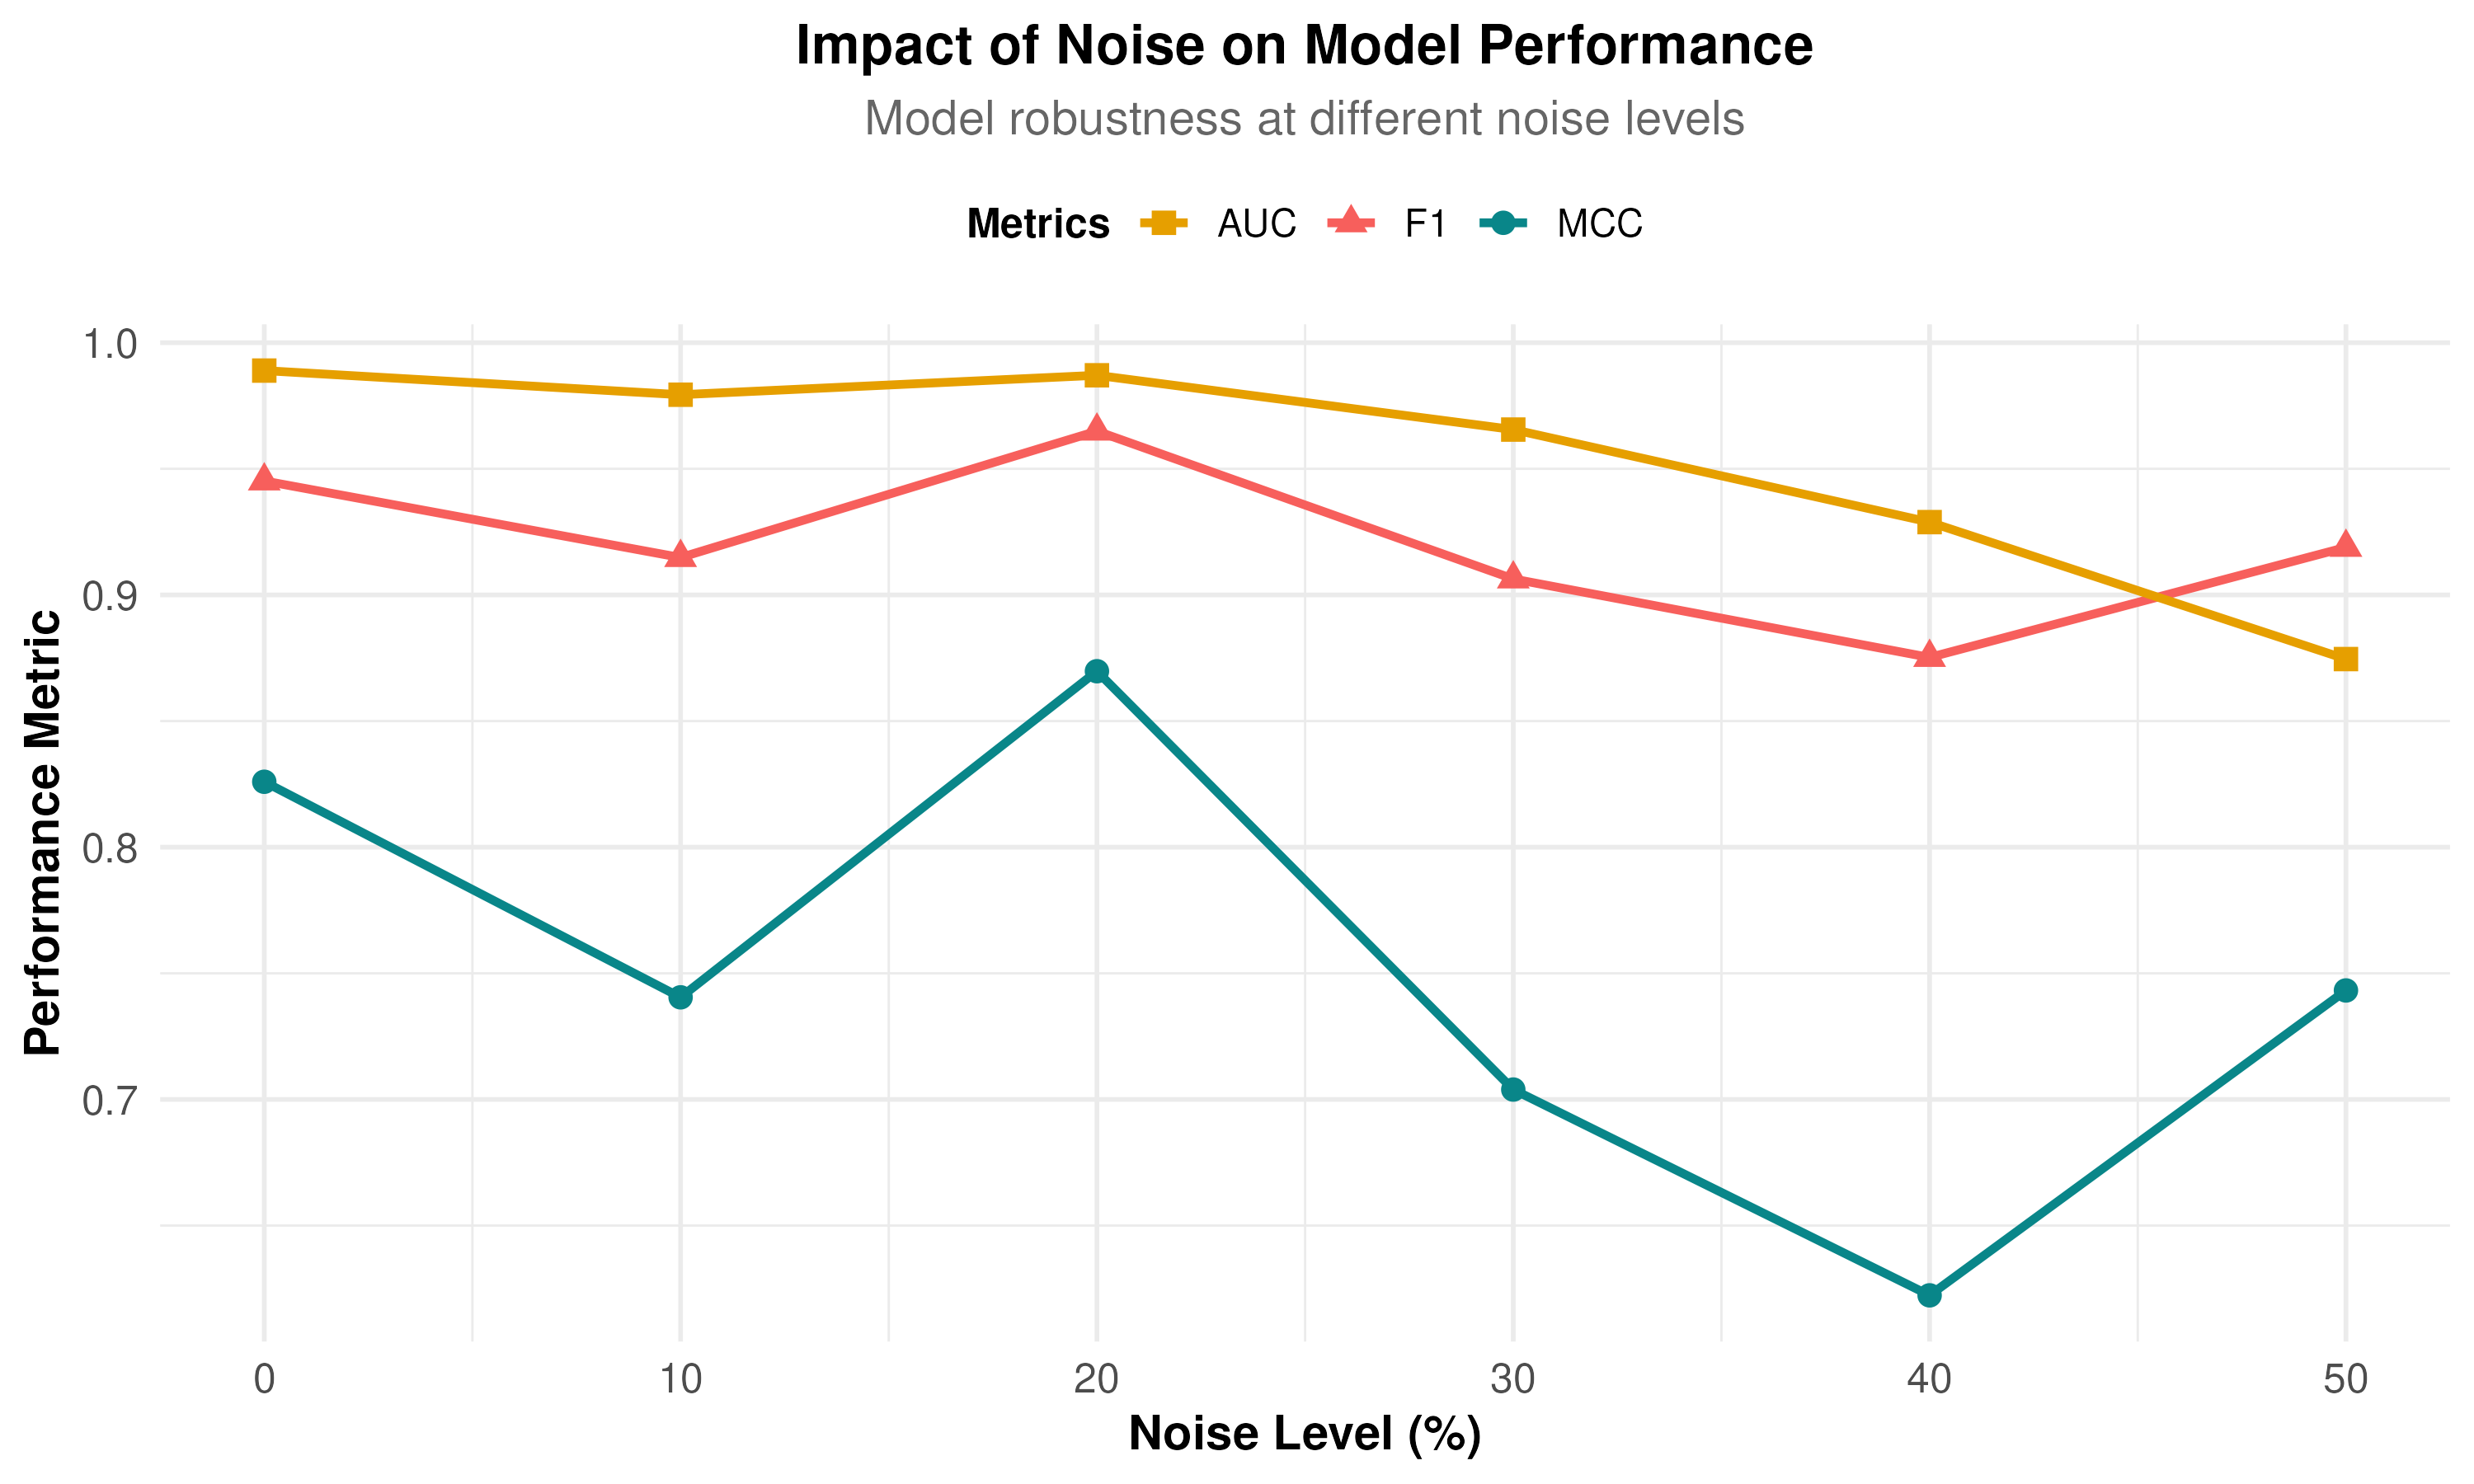 Impact of Noise on Model Performance
Model robustness at different noise levels
Metrics AUC F1 MCC
1.0
0.9
0.8
0.7
Performance Metric
0 10 20 30 40 50
Noise Level (%)